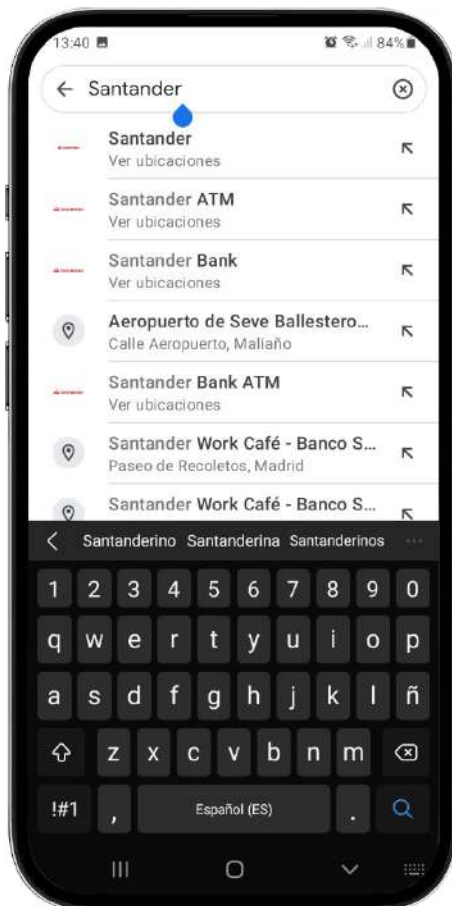 13:40 84%
Santander
Santander
Ver ubicaciones
Santander ATM
Ver ubicaciones
Santander Bank
Ver ubicaciones
Aeropuerto de Seve Ballestero...
Calle Aeropuerto, Maliaño
Santander Bank ATM
Ver ubicaciones
Santander Work Café - Banco S...
Paseo de Recoletos, Madrid
Santander Work Café - Banco S...
Santanderino Santanderina Santanderinos ...
1 2 3 4 5 6 7 8 9 0
q w e r t y u i o p
a s d f g h j k l ñ
z x c v b n m
!#1 , Español (ES) .